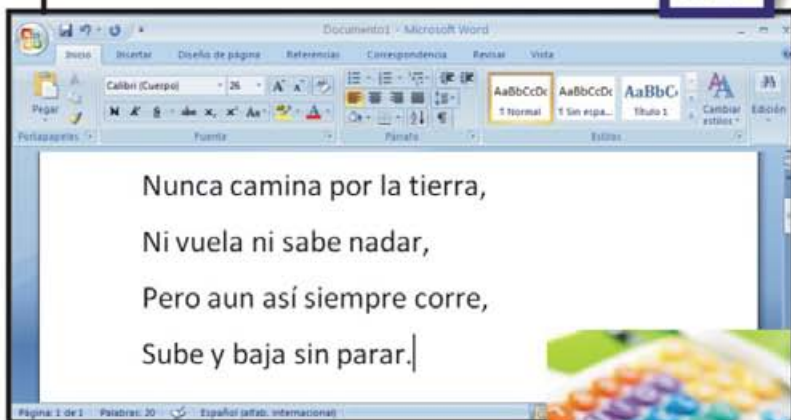 Documento1 - Microsoft Word
Inicio Insertar Diseño de página Referencias Correspondencia Revisar Vista
Calibri (Cuerpo) 26
Pegar
N K S abe x, x² Aa
AaBbCcDc AaBbCcDc AaBbC
¶ Normal ¶ Sin espa... Título 1
Cambiar estilos Edición
Portapapeles Fuente Párrafo Estilos
Nunca camina por la tierra,
Ni vuela ni sabe nadar,
Pero aun así siempre corre,
Sube y baja sin parar.
Página: 1 de 1 Palabras: 20 Español (alfab. internacional)